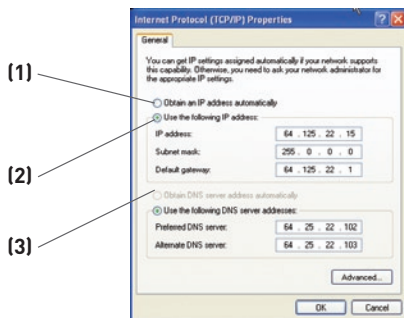 Internet Protocol (TCP/IP) Properties
General
You can get IP settings assigned automatically if your network supports
this capability. Otherwise, you need to ask your network administrator for
the appropriate IP settings.
(1)
Obtain an IP address automatically
Use the following IP address:
(2)
IP address: 64 . 125 . 22 . 15
Subnet mask: 255 . 0 . 0 . 0
Default gateway: 64 . 125 . 22 . 1
Obtain DNS server address automatically
(3)
Use the following DNS server addresses:
Preferred DNS server: 64 . 25 . 22 . 102
Alternate DNS server: 64 . 25 . 22 . 103
Advanced...
OK Cancel